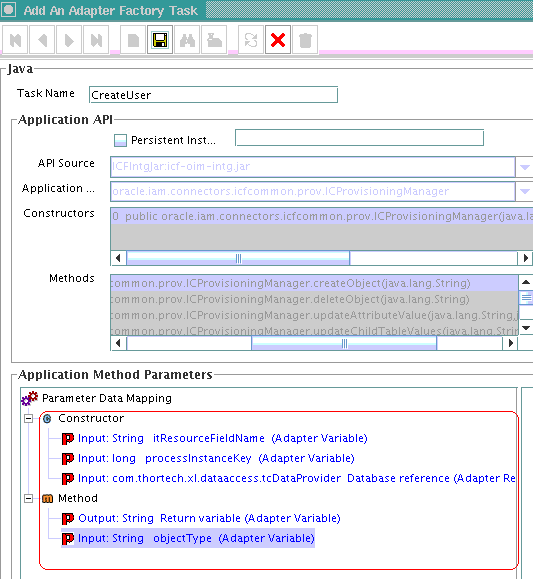 Add An Adapter Factory Task
Java
Task Name CreateUser
Application API
Persistent Inst...
API Source ICFIntgJar:icf-oim-intg.jar
Application ... oracle.iam.connectors.icfcommon.prov.ICProvisioningManager
Constructors 0 public oracle.iam.connectors.icfcommon.prov.ICProvisioningManager(java.la
Methods common.prov.ICProvisioningManager.createObject(java.lang.String)
common.prov.ICProvisioningManager.deleteObject(java.lang.String)
common.prov.ICProvisioningManager.updateAttributeValue(java.lang.String,j
common.prov.ICProvisioningManager.updateChildTableValues(java.lang.Strin
Application Method Parameters
Parameter Data Mapping
Constructor
Input: String itResourceFieldName (Adapter Variable)
Input: long processInstanceKey (Adapter Variable)
Input: com.thortech.xl.dataaccess.tcDataProvider Database reference (Adapter Re
Method
Output: String Return variable (Adapter Variable)
Input: String objectType (Adapter Variable)